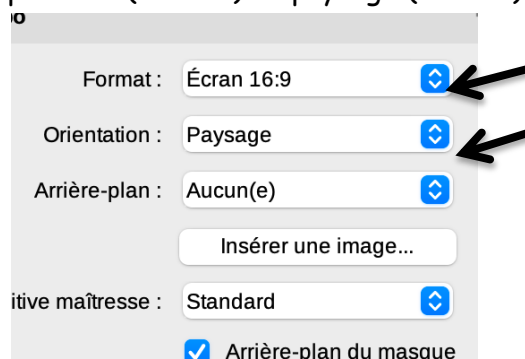 Format :
Écran 16:9
Orientation :
Paysage
Arrière-plan :
Aucun(e)
Insérer une image...
itive maîtresse :
Standard
Arrière-plan du masque